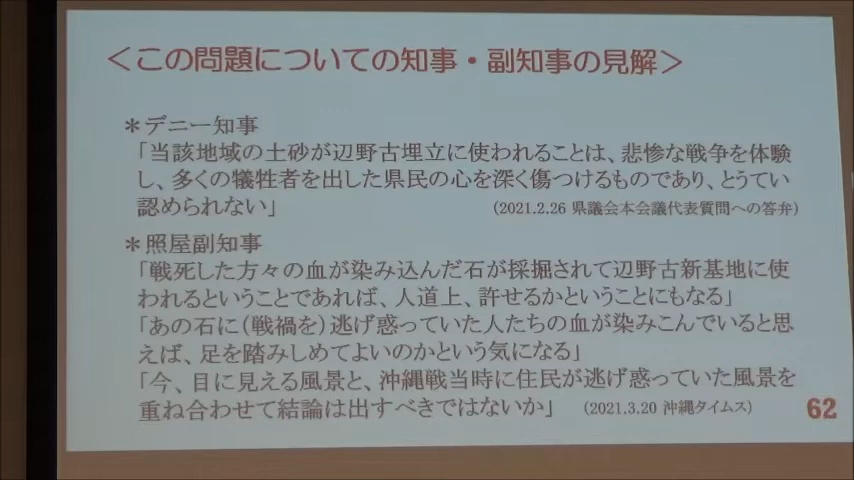 ＜この問題についての知事・副知事の見解＞
＊デニー知事
「当該地域の土砂が辺野古埋立に使われることは、悲惨な戦争を体験
し、多くの犠牲者を出した県民の心を深く傷つけるものであり、とうてい
認められない」 (2021.2.26 県議会本会議代表質問への答弁)
＊照屋副知事
「戦死した方々の血が染み込んだ石が採掘されて辺野古新基地に使
われるということであれば、人道上、許せるかということにもなる」
「あの石に(戦禍を)逃げ惑っていた人たちの血が染みこんでいると思
えば、足を踏みしめてよいのかという気になる」
「今、目に見える風景と、沖縄戦当時に住民が逃げ惑っていた風景を
重ね合わせて結論は出すべきではないか」 (2021.3.20 沖縄タイムス)
62